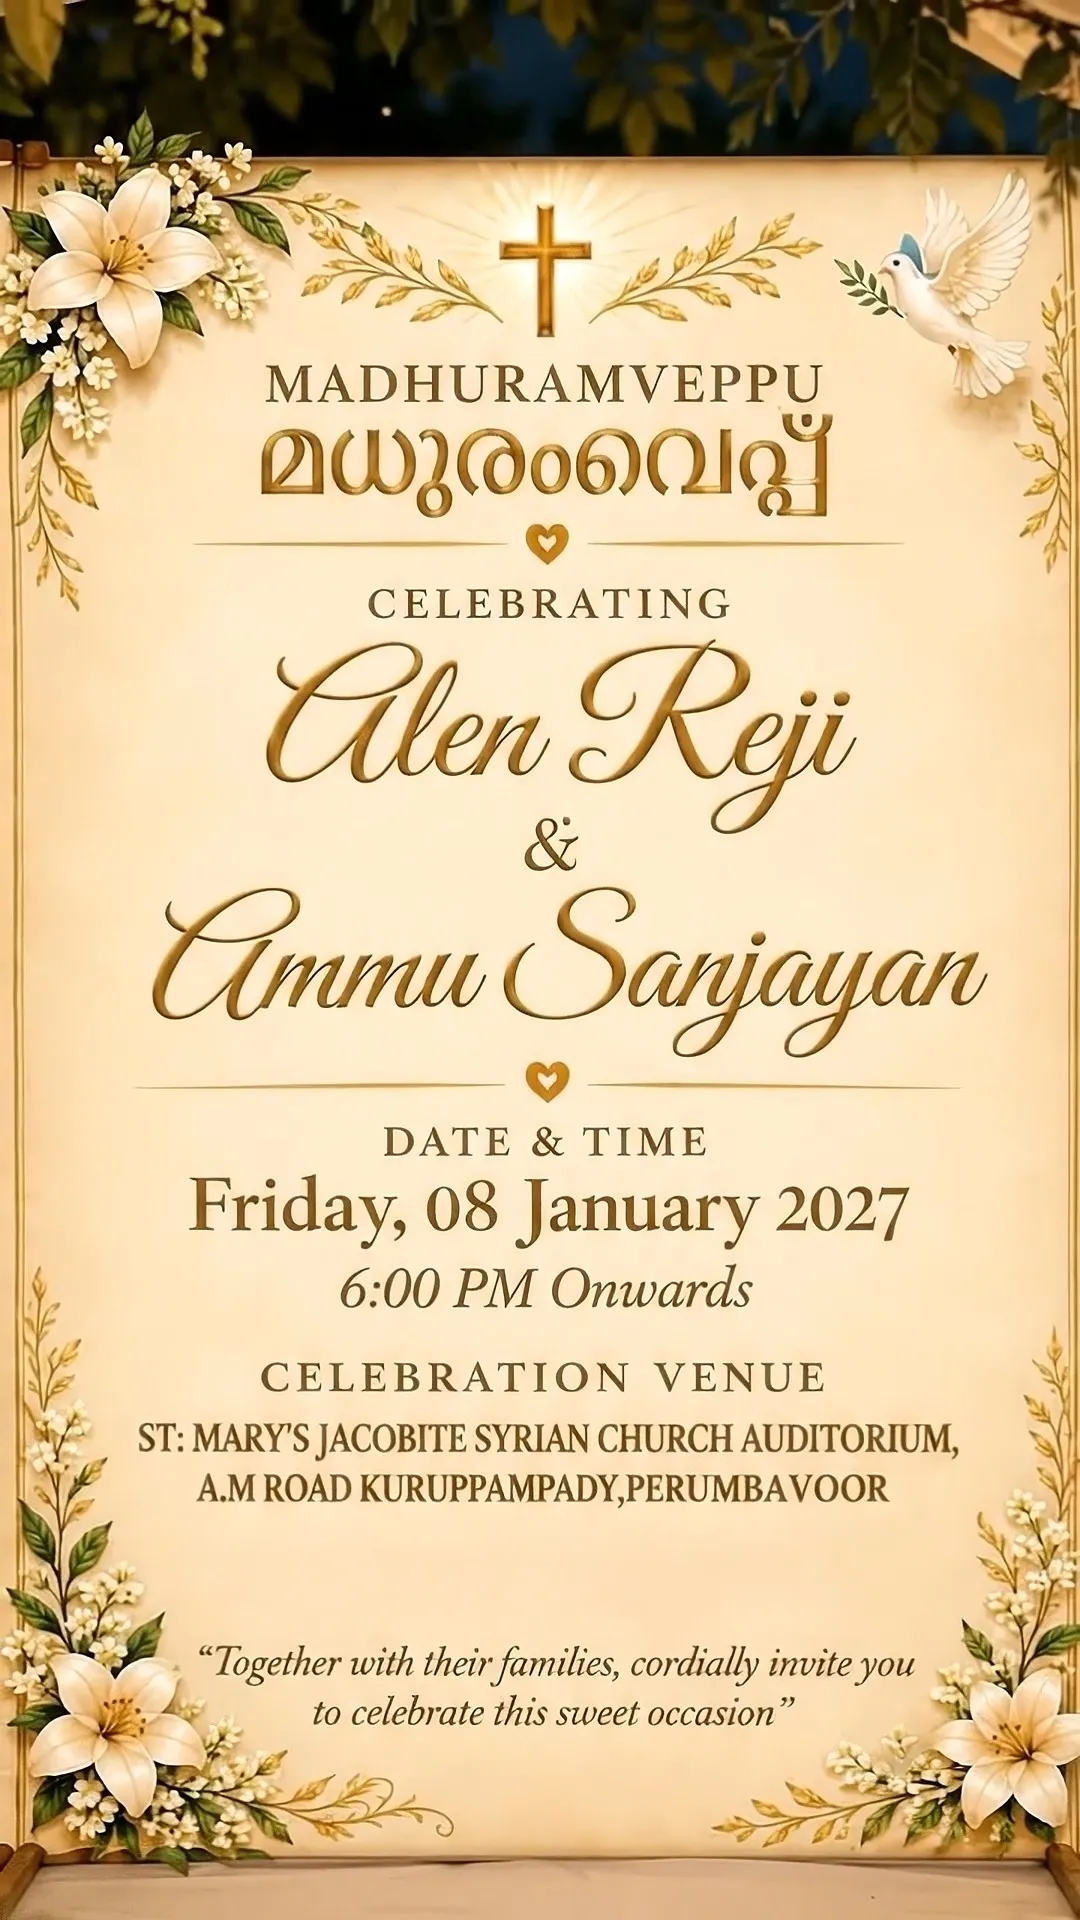 MADHURAMVEPPU
മധുരംവെപ്പ്
CELEBRATING
Alen Reji
&
Ammu Sanjayan
DATE & TIME
Friday, 08 January 2027
6:00 PM Onwards
CELEBRATION VENUE
ST: MARY'S JACOBITE SYRIAN CHURCH AUDITORIUM,
A.M ROAD KURUPPAMPADY,PERUMBAVOOR
“Together with their families, cordially invite you
to celebrate this sweet occasion”